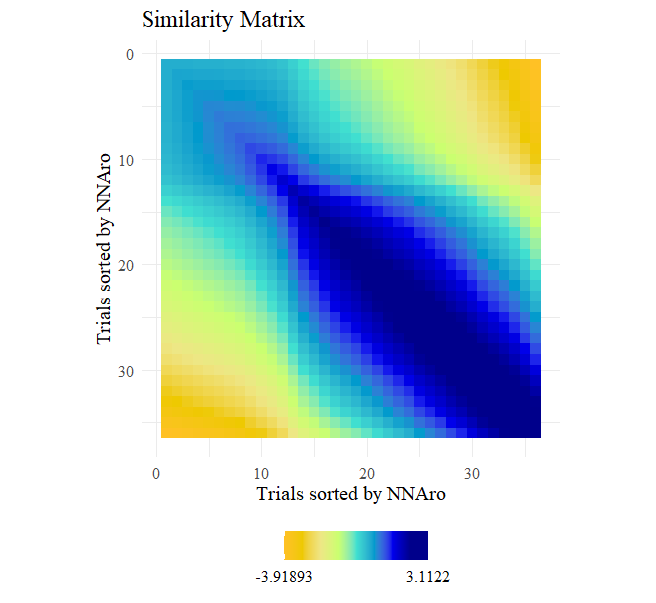 Similarity Matrix
0
10
20
30
Trials sorted by NNAro
0 10 20 30
Trials sorted by NNAro
-3.91893 3.1122